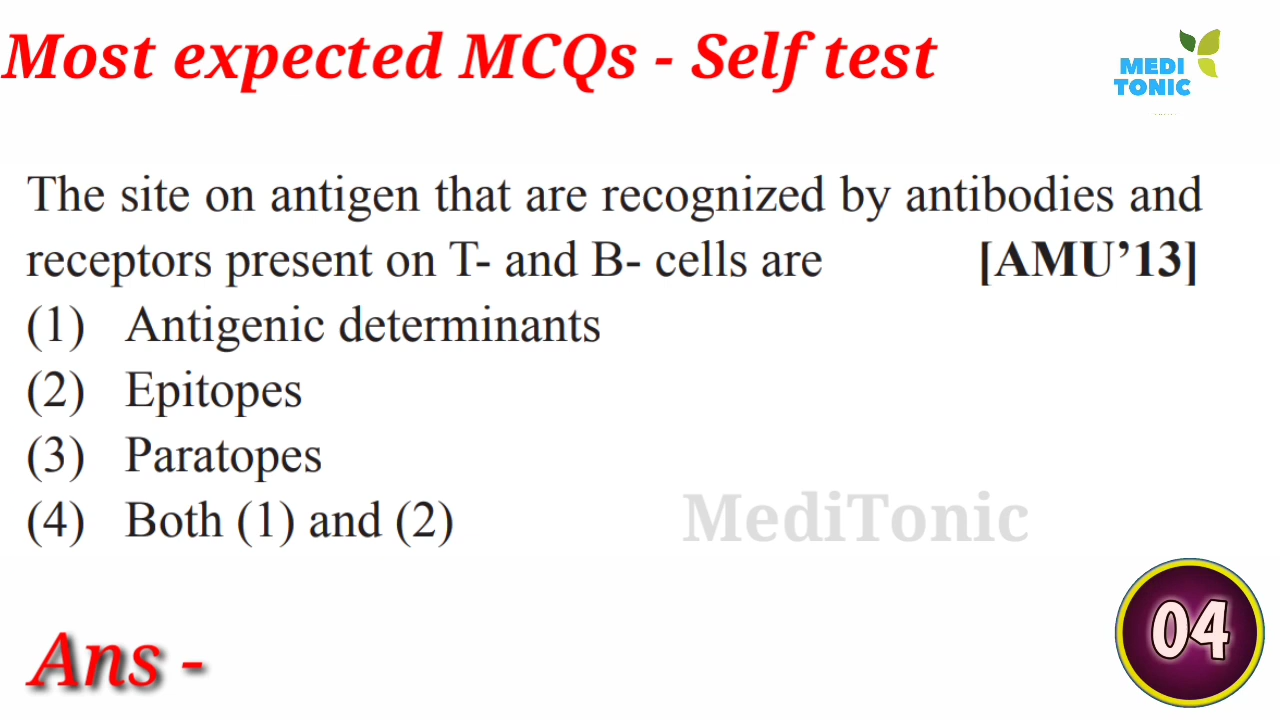 Most expected MCQs - Self test
MEDI
TONIC
The site on antigen that are recognized by antibodies and
receptors present on T- and B- cells are [AMU’13]
(1) Antigenic determinants
(2) Epitopes
(3) Paratopes
(4) Both (1) and (2)
MediTonic
04
Ans -